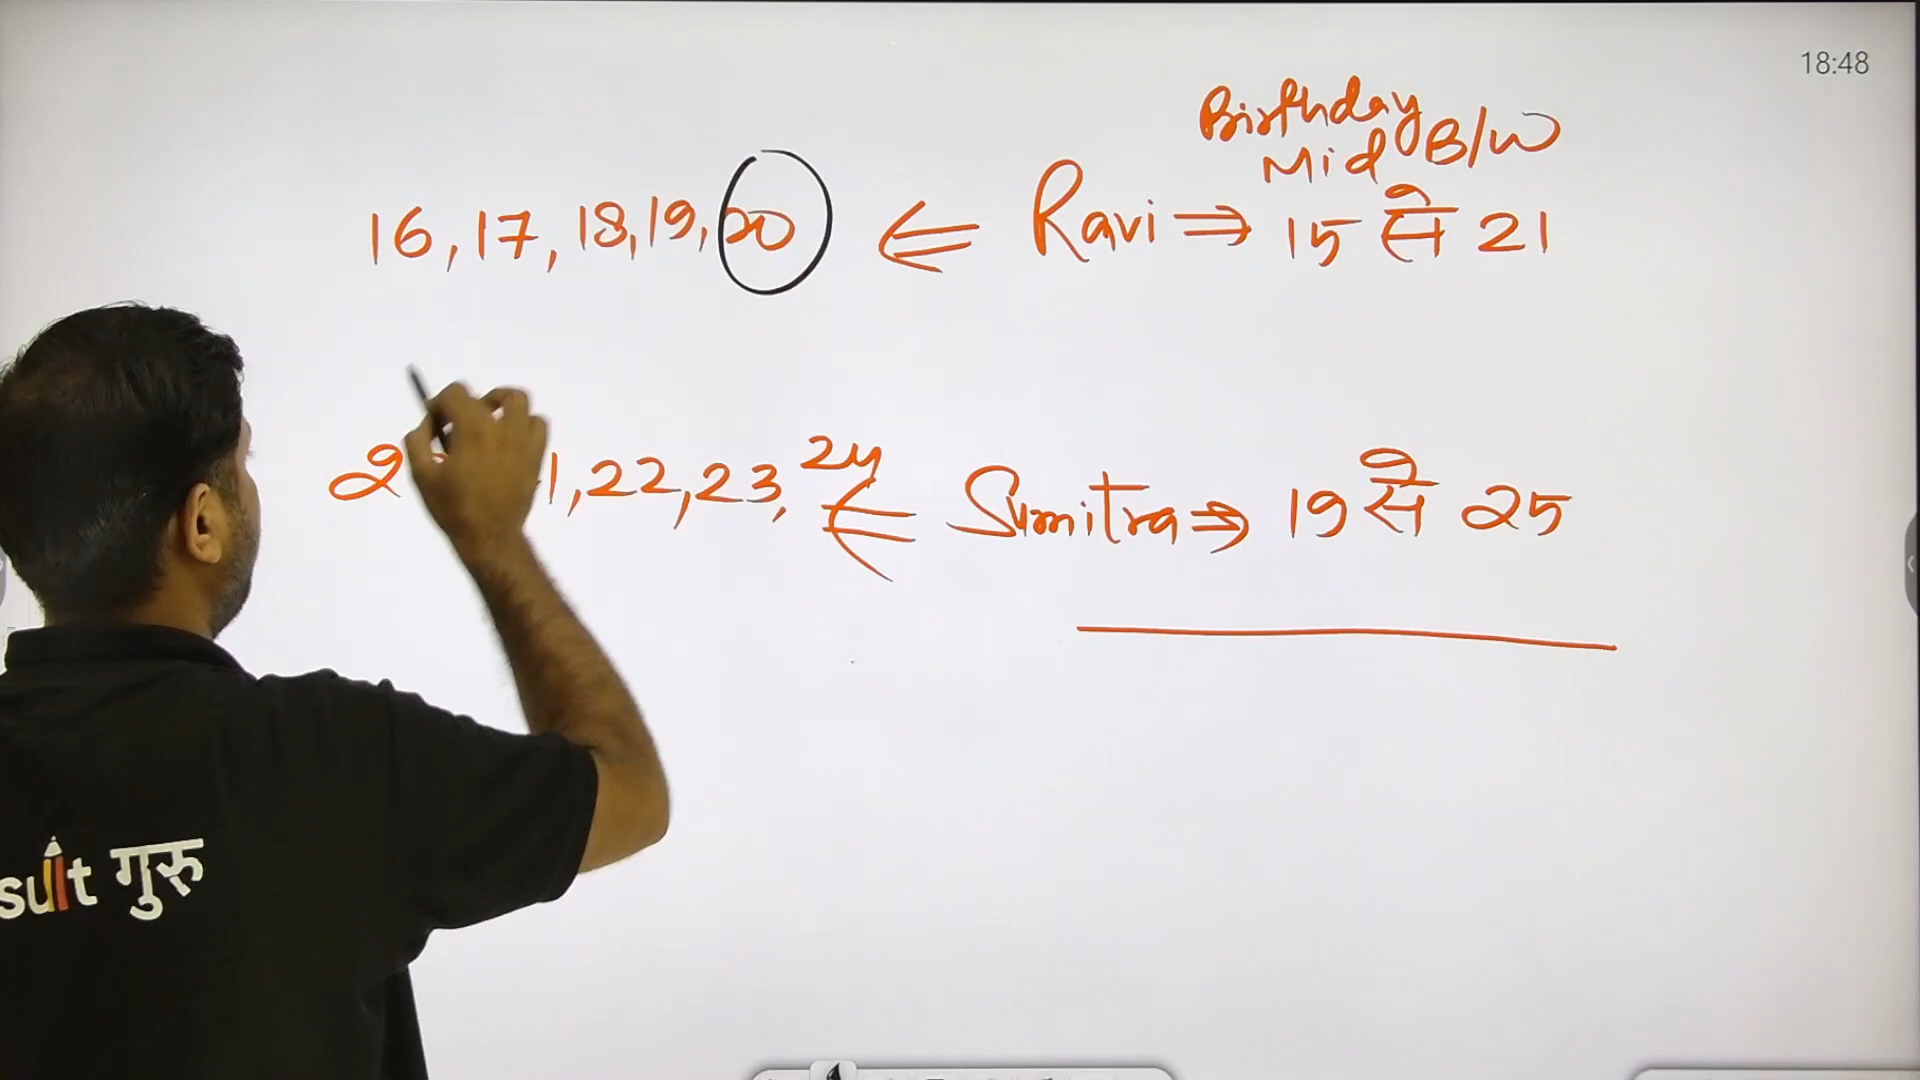 18:48
Birthday
Mid B/W
16, 17, 18, 19, 20 ⇐ Ravi ⇒ 15 से 21
22, 23, 24 ⇐ Sumitra ⇒ 19 से 25
sult गुरु